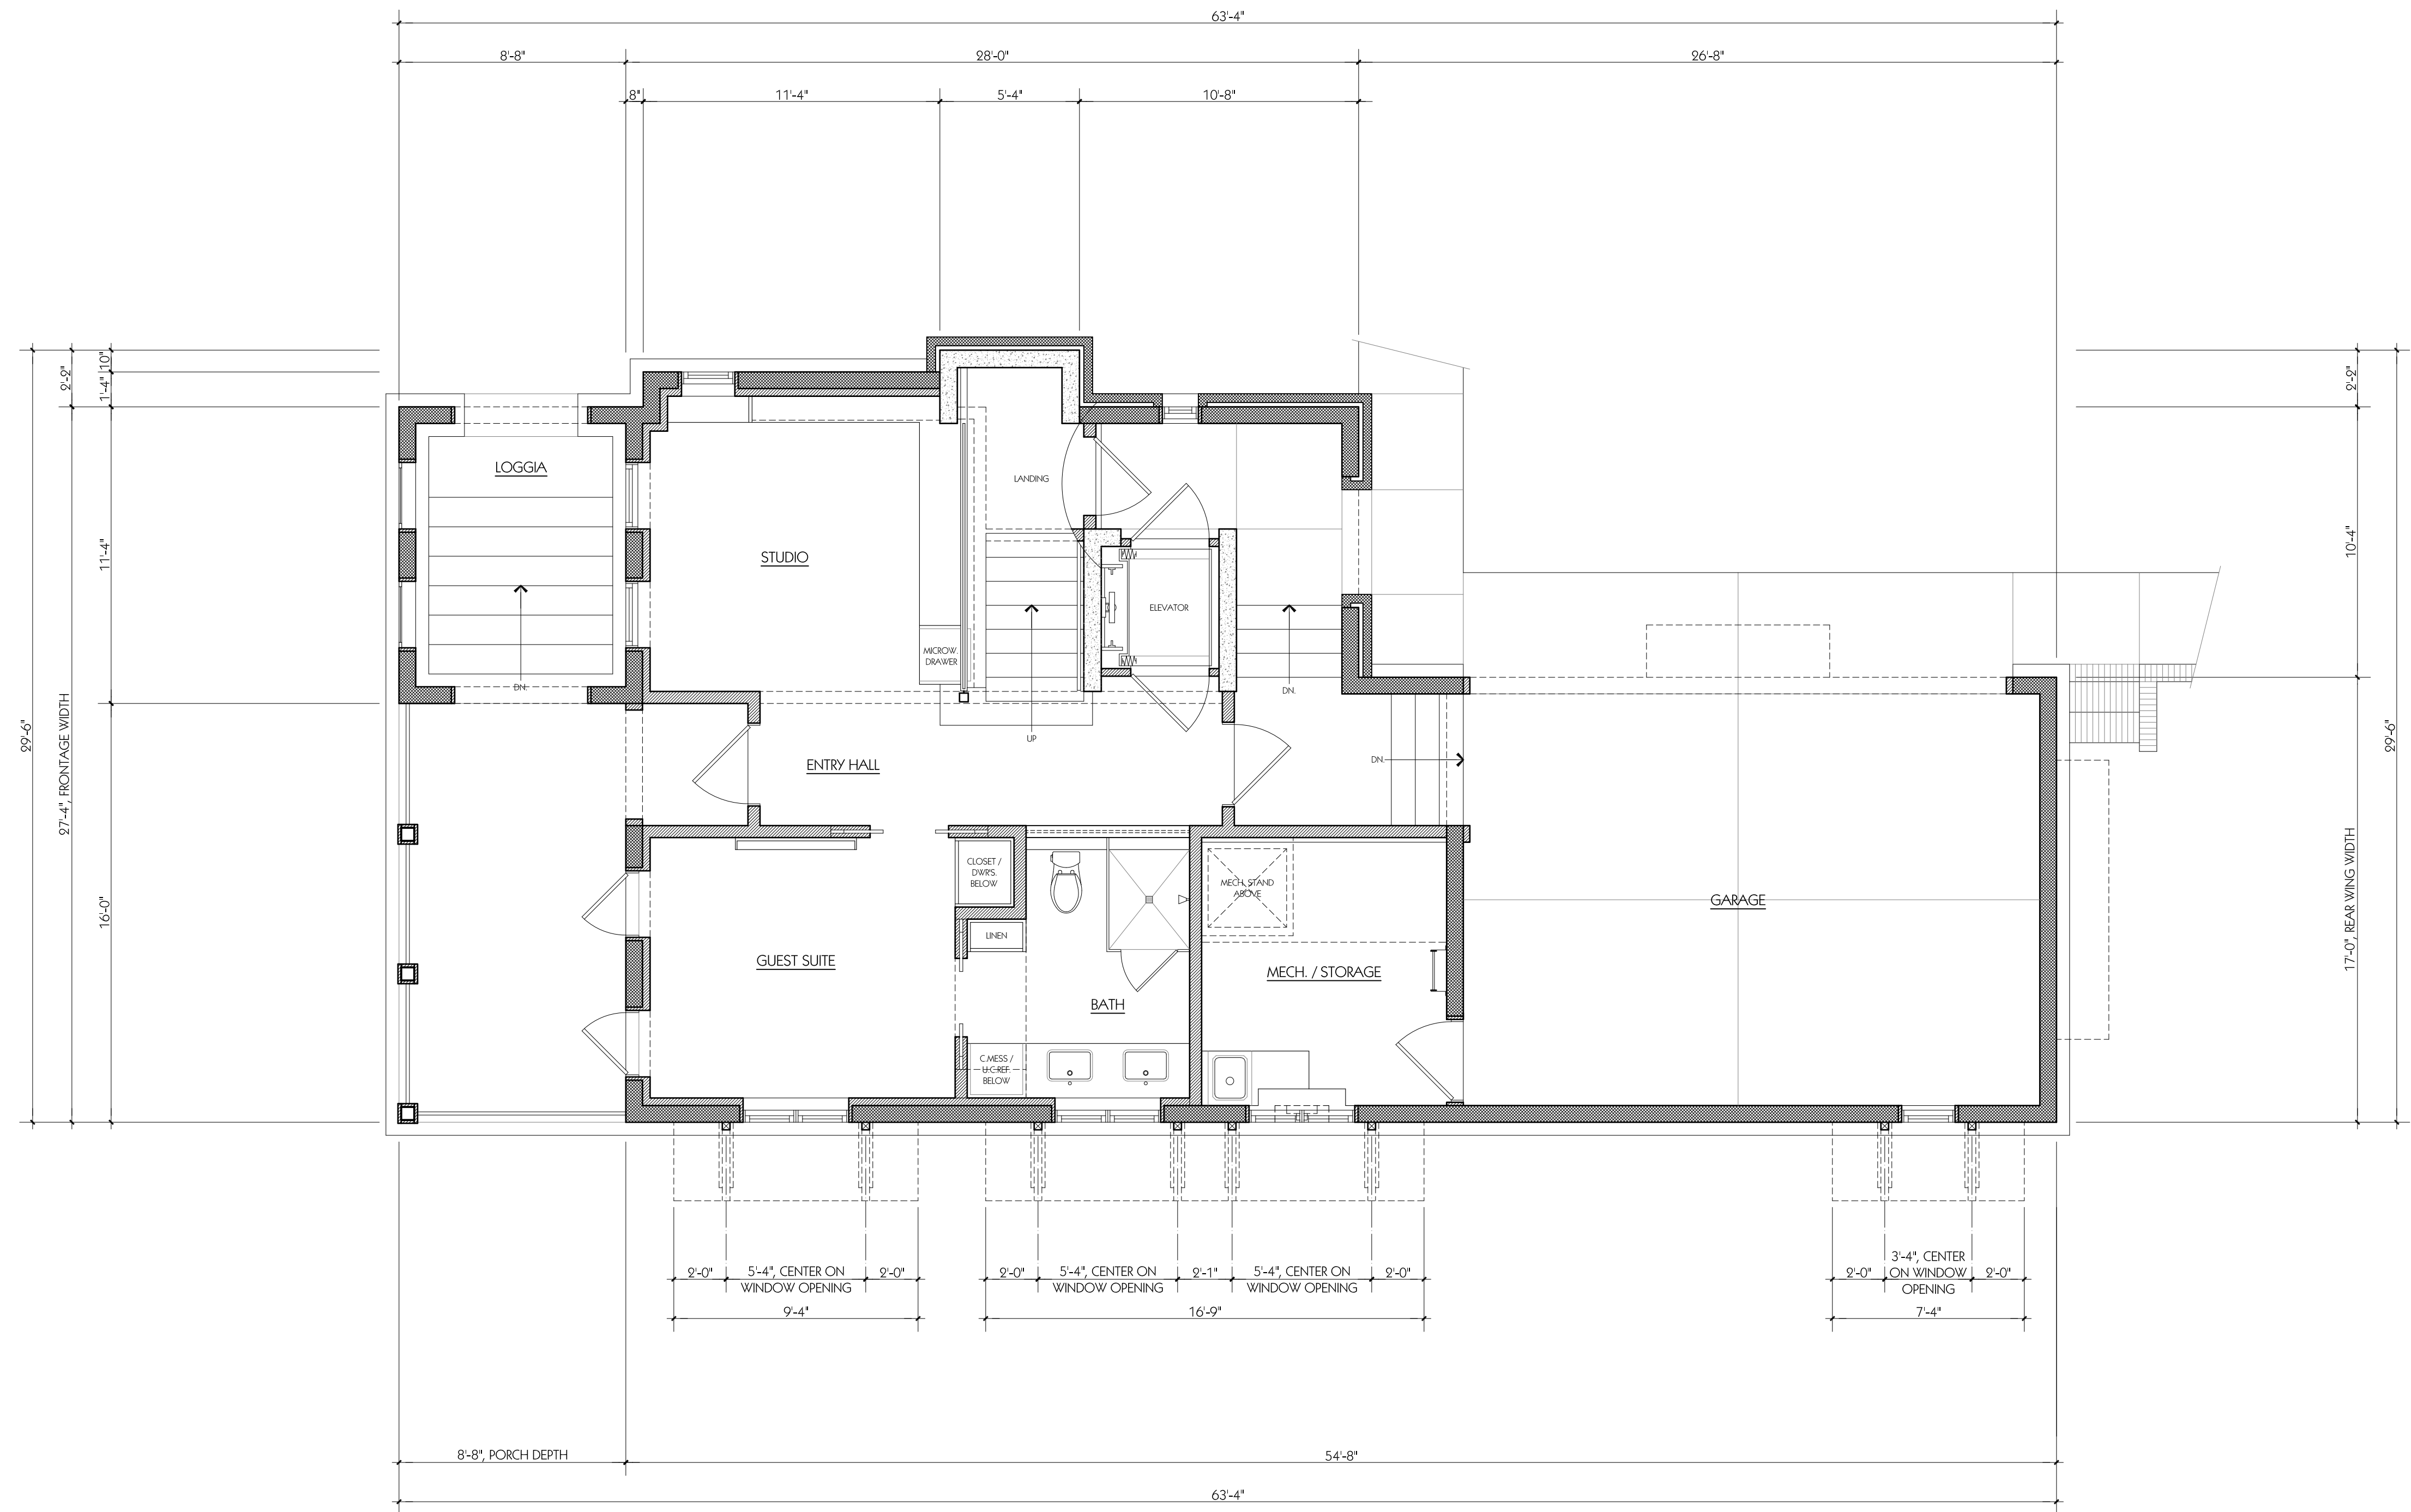 63'-4"
8'-8"
28'-0"
26'-8"
8"
11'-4"
5'-4"
10'-8"
10"
1'-4"
2'-2"
11'-4"
16'-0"
27'-4", FRONTAGE WIDTH
29'-6"
2'-2"
10'-4"
17'-0", REAR WING WIDTH
29'-6"
LOGGIA
DN.
STUDIO
LANDING
MICROW.
DRAWER
ELEVATOR
UP
DN.
DN.
ENTRY HALL
CLOSET /
DWR'S.
BELOW
LINEN
GUEST SUITE
BATH
C.MESS /
U.C.REF.
BELOW
MECH. STAND
ABOVE
MECH. / STORAGE
GARAGE
2'-0"
5'-4", CENTER ON
WINDOW OPENING
2'-0"
9'-4"
2'-0"
5'-4", CENTER ON
WINDOW OPENING
2'-1"
5'-4", CENTER ON
WINDOW OPENING
2'-0"
16'-9"
2'-0"
3'-4", CENTER
ON WINDOW
OPENING
2'-0"
7'-4"
8'-8", PORCH DEPTH
54'-8"
63'-4"